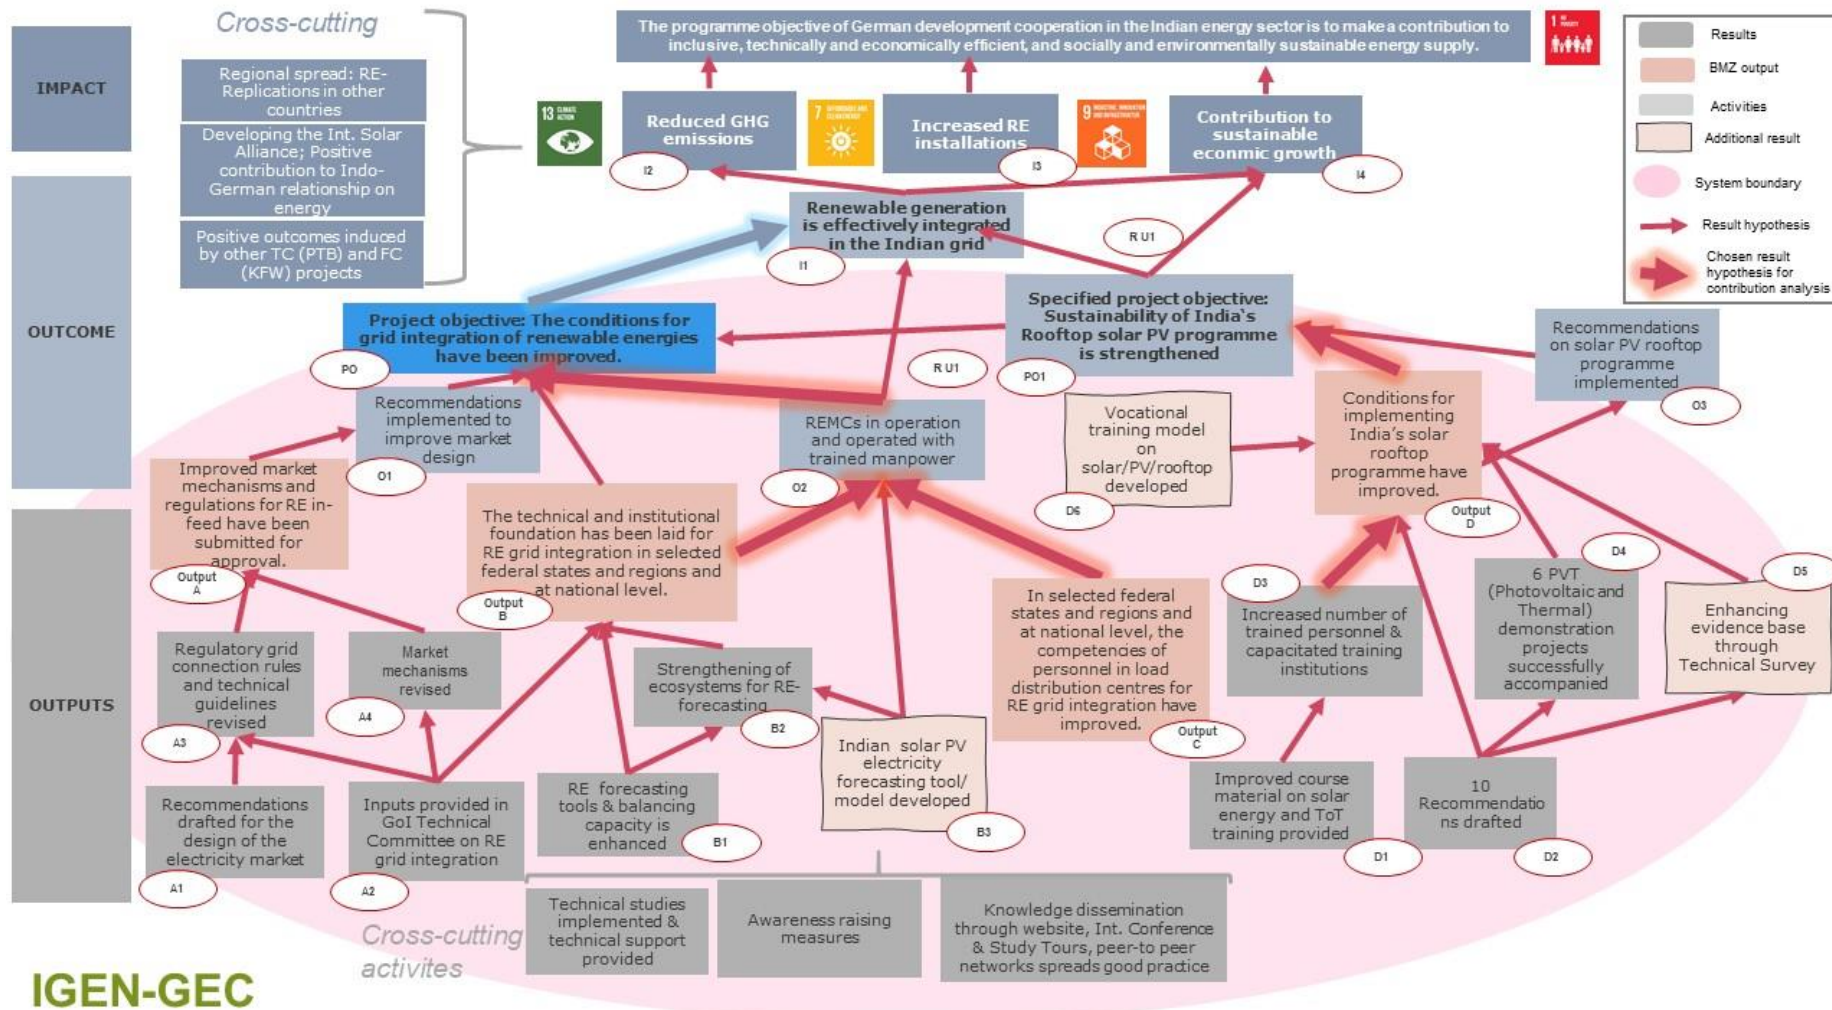 Cross-cutting
The programme objective of German development cooperation in the Indian energy sector is to make a contribution to
inclusive, technically and economically efficient, and socially and environmentally sustainable energy supply.
1 NO
POVERTY
Results
BMZ output
Activities
Additional result
System boundary
Result hypothesis
Chosen result
hypothesis for
contribution analysis
IMPACT
Regional spread: RE-
Replications in other
countries
Developing the Int. Solar
Alliance; Positive
contribution to Indo-
German relationship on
energy
Positive outcomes induced
by other TC (PTB) and FC
(KFW) projects
13 CLIMATE
ACTION
Reduced GHG
emissions
I2
7 AFFORDABLE AND
CLEAN ENERGY
Increased RE
installations
I3
9 INDUSTRIE, INNOVATION
UND INFRASTRUKTUR
Contribution to
sustainable
econmic growth
I4
OUTCOME
Renewable generation
is effectively integrated
in the Indian grid
I1
R U1
Project objective: The conditions for
grid integration of renewable energies
have been improved.
PO
R U1
Specified project objective:
Sustainability of India's
Rooftop solar PV programme
is strengthened
PO1
Recommendations
on solar PV rooftop
programme
implemented
O3
Recommendations
implemented to
improve market
design
O1
REMCs in operation
and operated with
trained manpower
O2
Vocational
training model
on
solar/PV/rooftop
developed
D6
Conditions for
implementing
India's solar
rooftop
programme have
improved.
Output
D
Improved market
mechanisms and
regulations for RE in-
feed have been
submitted for
approval.
Output
A
The technical and institutional
foundation has been laid for
RE grid integration in selected
federal states and regions and
at national level.
Output
B
OUTPUTS
In selected federal
states and regions and
at national level, the
competencies of
personnel in load
distribution centres for
RE grid integration have
improved.
Output
C
D3
Increased number of
trained personnel &
capacitated training
institutions
D4
6 PVT
(Photovoltaic and
Thermal)
demonstration
projects
successfully
accompanied
D5
Enhancing
evidence base
through
Technical Survey
Regulatory grid
connection rules
and technical
guidelines
revised
A3
Market
mechanisms
revised
A4
Strengthening of
ecosystems for RE-
forecasting
B2
Indian solar PV
electricity
forecasting tool/
model developed
B3
Recommendations
drafted for the
design of the
electricity market
A1
Inputs provided in
GoI Technical
Committee on RE
grid integration
A2
RE forecasting
tools & balancing
capacity is
enhanced
B1
Improved course
material on solar
energy and ToT
training provided
D1
10
Recommendatio
ns drafted
D2
Cross-cutting
activites
Technical studies
implemented &
technical support
provided
Awareness raising
measures
Knowledge dissemination
through website, Int. Conference
& Study Tours, peer-to peer
networks spreads good practice
IGEN-GEC